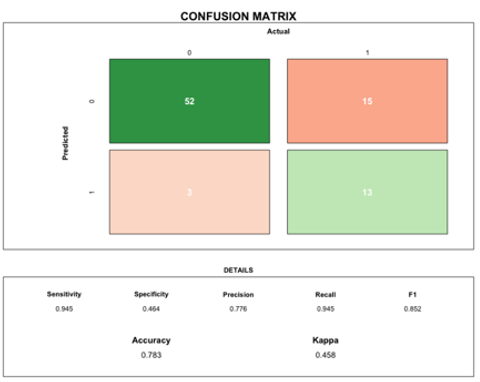 CONFUSION MATRIX
Actual
0 1
Predicted
0
52 15
1
3 13
DETAILS
Sensitivity Specificity Precision Recall F1
0.945 0.464 0.776 0.945 0.852
Accuracy Kappa
0.783 0.458